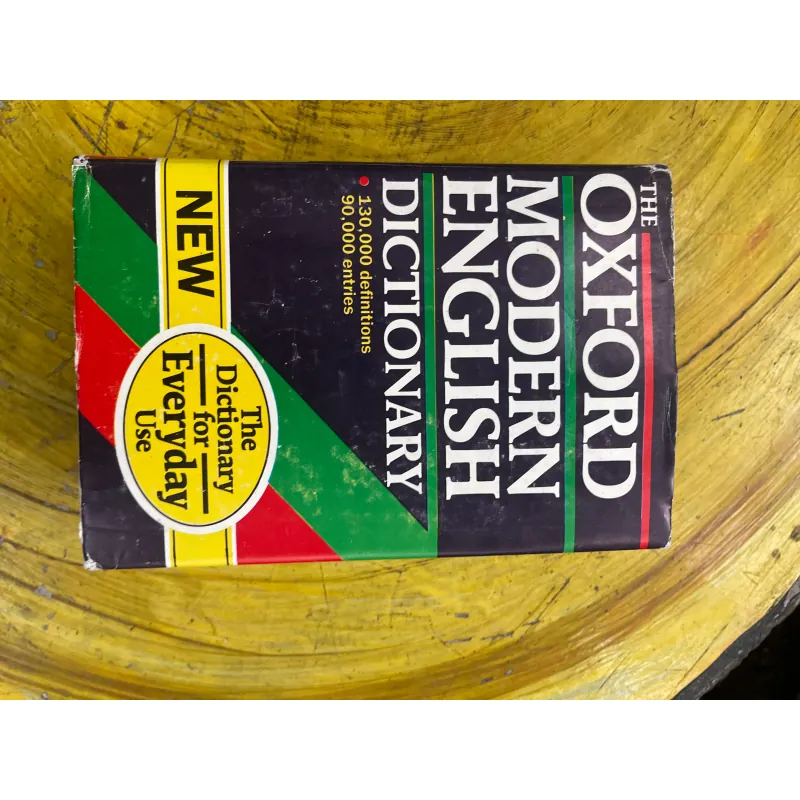 THE
OXFORD
MODERN
ENGLISH
DICTIONARY
• 130,000 definitions
90,000 entries
NEW
The
Dictionary
for
Everyday
Use